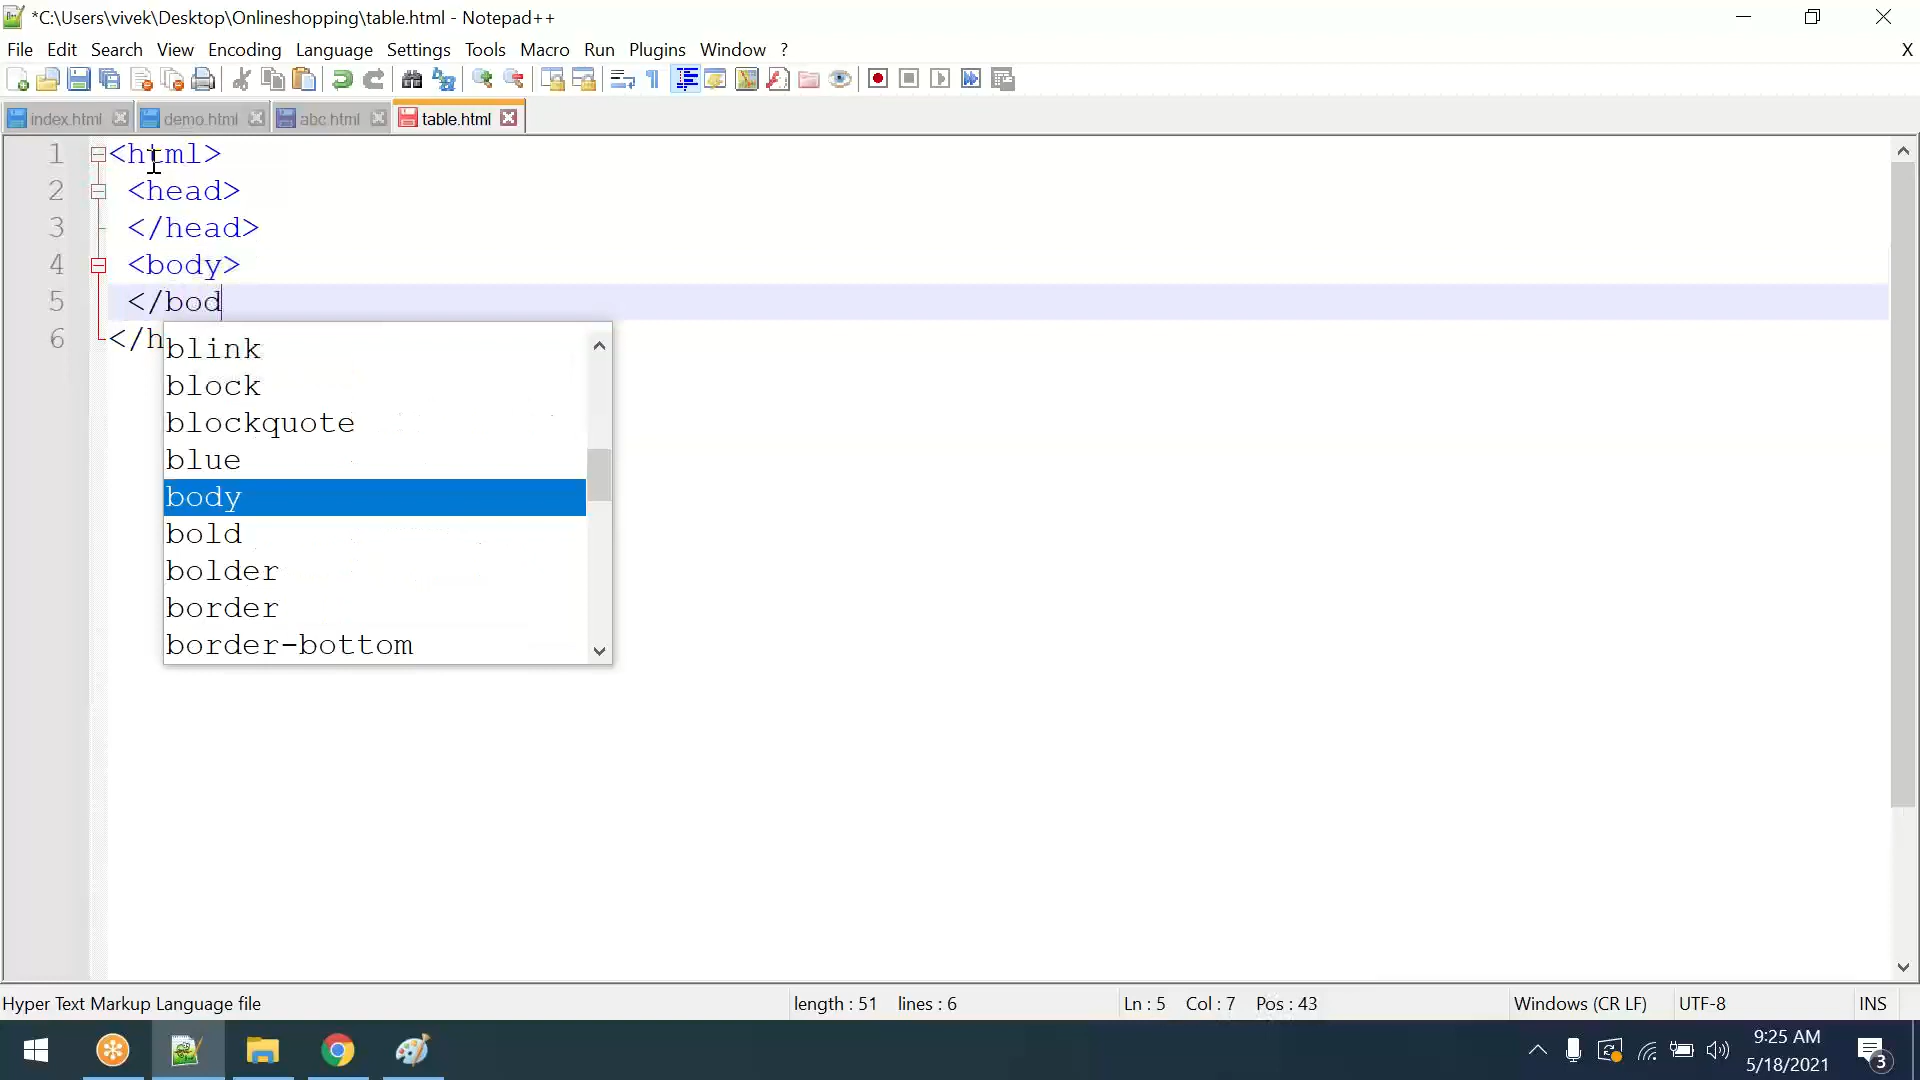 *C:\Users\vivek\Desktop\Onlineshopping\table.html - Notepad++
File Edit Search View Encoding Language Settings Tools Macro Run Plugins Window ? X
index.html demo.html abc.html table.html
1 <html>
2 <head>
3 </head>
4 <body>
5 </bod
6 </h
blink
block
blockquote
blue
body
bold
bolder
border
border-bottom
Hyper Text Markup Language file length : 51 lines : 6 Ln : 5 Col : 7 Pos : 43 Windows (CR LF) UTF-8 INS
9:25 AM
5/18/2021
3